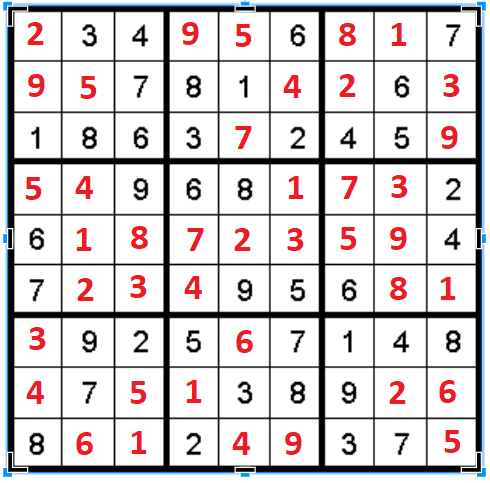 2 3 4 9 5 6 8 1 7
9 5 7 8 1 4 2 6 3
1 8 6 3 7 2 4 5 9
5 4 9 6 8 1 7 3 2
6 1 8 7 2 3 5 9 4
7 2 3 4 9 5 6 8 1
3 9 2 5 6 7 1 4 8
4 7 5 1 3 8 9 2 6
8 6 1 2 4 9 3 7 5